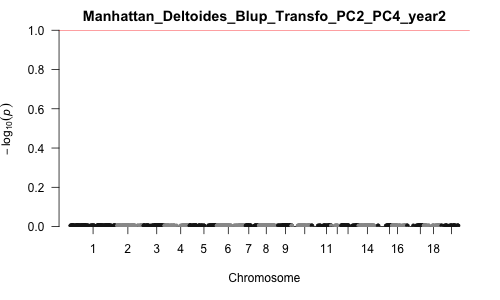 Manhattan_Deltoides_Blup_Transfo_PC2_PC4_year2
1.0
0.8
0.6
0.4
0.2
0.0
− log10(p)
1 2 3 4 5 6 7 8 9 11 14 16 18
Chromosome